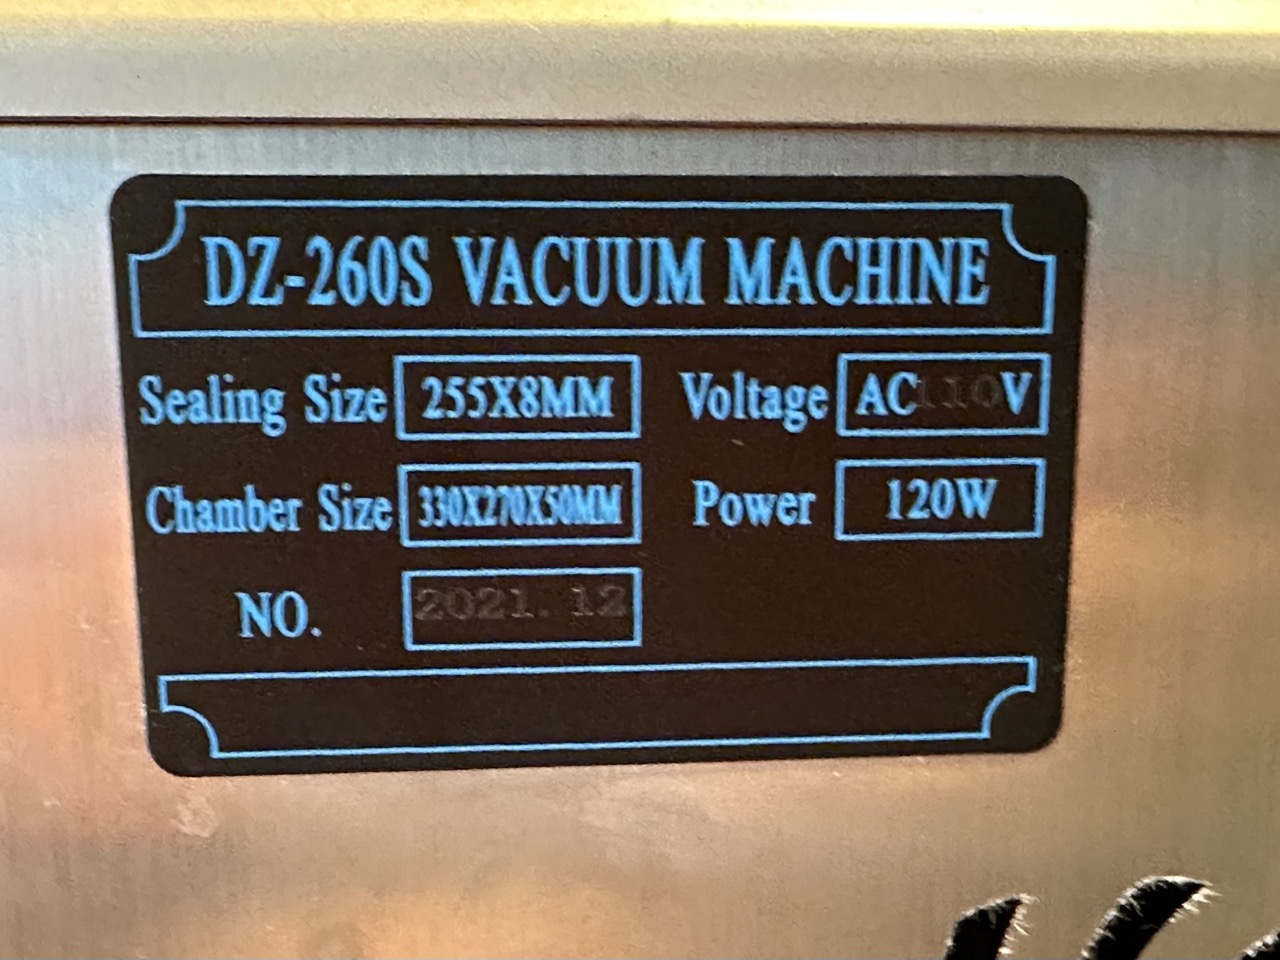 DZ-260S VACUUM MACHINE
Sealing Size 255X8MM Voltage AC110V
Chamber Size 330X270X50MM Power 120W
NO. 2021.12